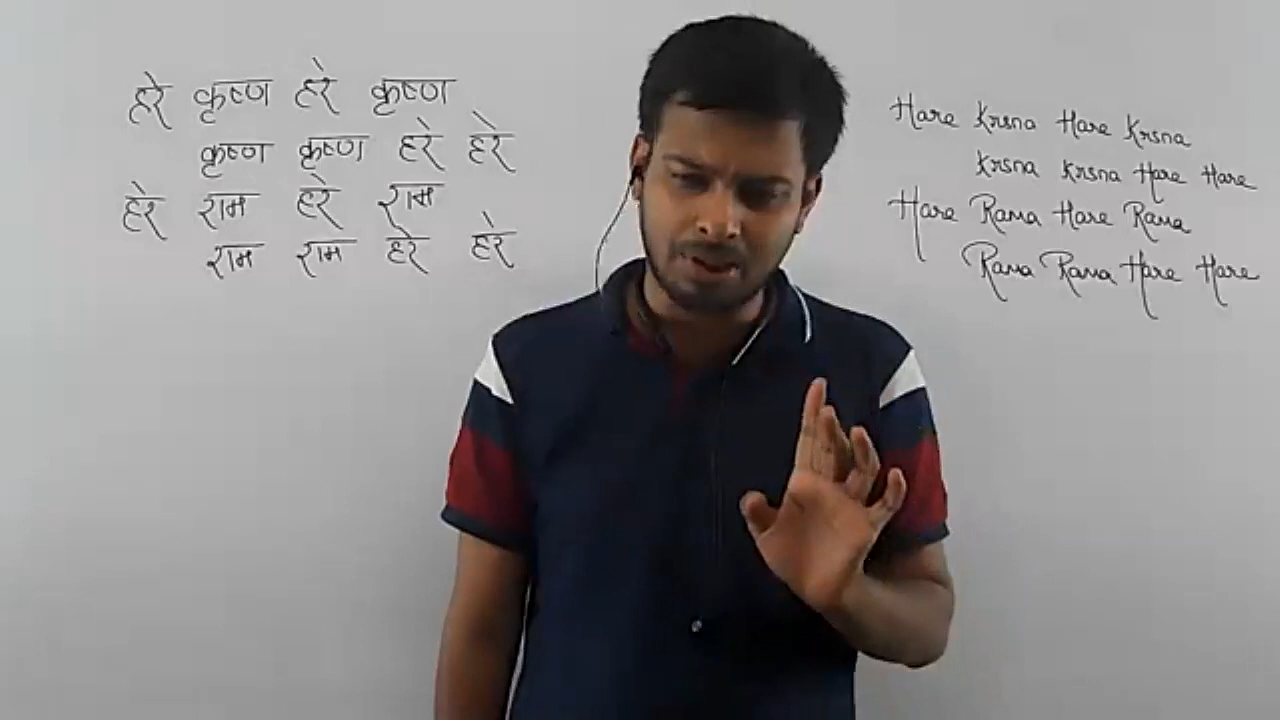 हरे कृष्ण हरे कृष्ण
कृष्ण कृष्ण हरे हरे
हरे राम हरे राम
राम राम हरे हरे
Hare Krsna Hare Krsna
Krsna Krsna Hare Hare
Hare Rama Hare Rama
Rama Rama Hare Hare